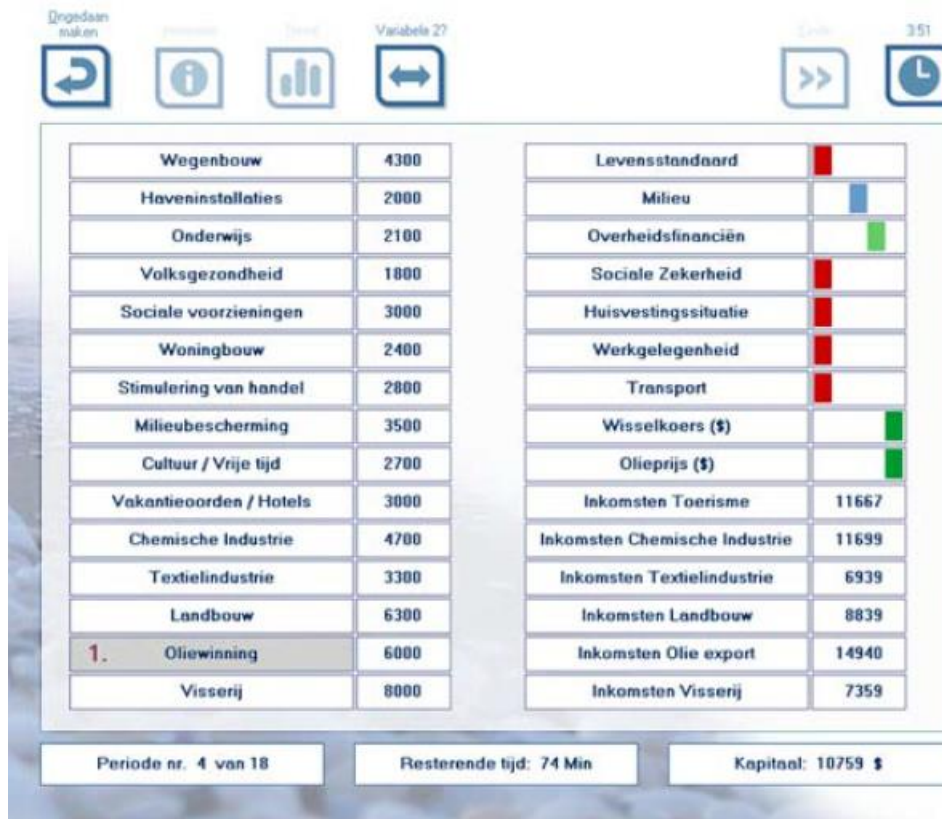 Ongedaan
maken
Variabela 2?
3:51
Wegenbouw 4300
Haveninstallaties 2000
Onderwijs 2100
Volksgezondheid 1800
Sociale voorzieningen 3000
Woningbouw 2400
Stimulering van handel 2800
Milieubescherming 3500
Cultuur / Vrije tijd 2700
Vakantieoorden / Hotels 3000
Chemische Industrie 4700
Textielindustrie 3300
Landbouw 6300
1. Oliewinning 6000
Visserij 8000
Levensstandaard
Milieu
Overheidsfinanciën
Sociale Zekerheid
Huisvestingssituatie
Werkgelegenheid
Transport
Wisselkoers ($)
Olieprijs ($)
Inkomsten Toerisme 11667
Inkomsten Chemische Industrie 11699
Inkomsten Textielindustrie 6939
Inkomsten Landbouw 8839
Inkomsten Olie export 14940
Inkomsten Visserij 7359
Periode nr. 4 van 18
Resterende tijd: 74 Min
Kapitaal: 10759 $